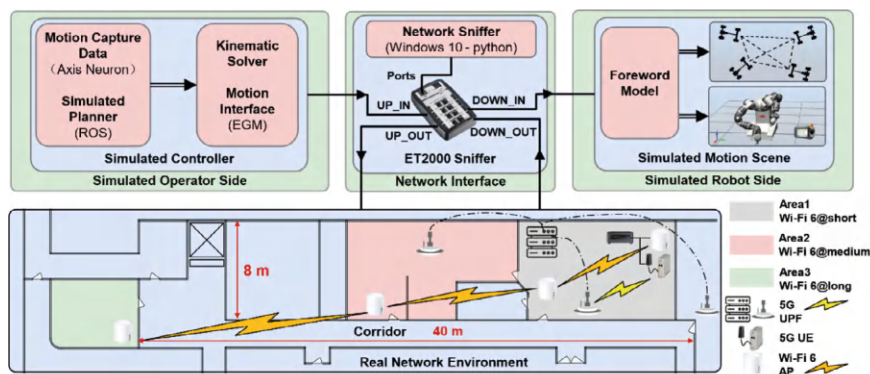 Motion Capture
Data
(Axis Neuron)
Simulated
Planner
(ROS)
Kinematic
Solver
Motion
Interface
(EGM)
Simulated Controller
Simulated Operator Side
Network Sniffer
(Windows 10 - python)
Ports
UP_IN
DOWN_IN
UP_OUT
DOWN_OUT
ET2000 Sniffer
Network Interface
Foreword
Model
Simulated Motion Scene
Simulated Robot Side
8 m
Corridor
40 m
Real Network Environment
Area1
Wi-Fi 6@short
Area2
Wi-Fi 6@medium
Area3
Wi-Fi 6@long
5G
UPF
5G UE
Wi-Fi 6
AP